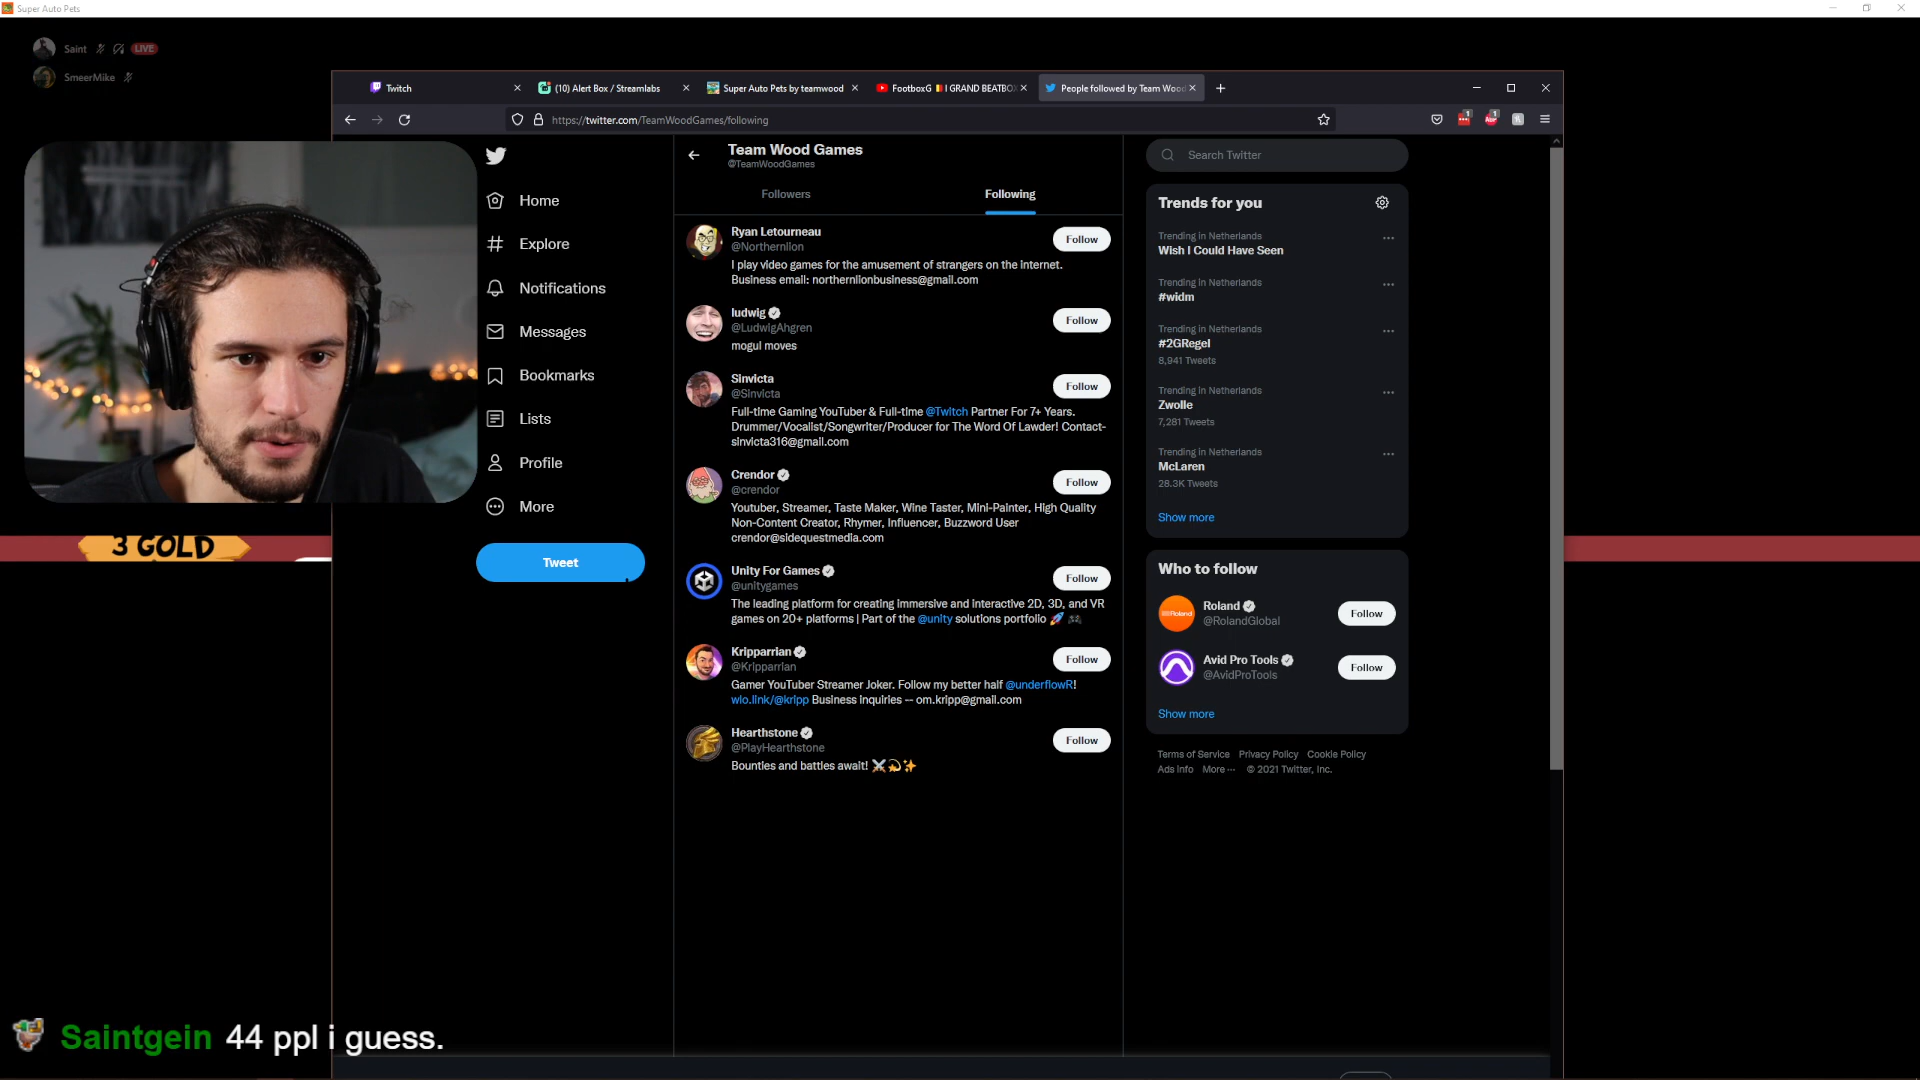 Super Auto Pets
Saint LIVE
SmeerMike
Twitch
(10) Alert Box / Streamlabs
Super Auto Pets by teamwood
FootboxG 🇧🇪 I GRAND BEATBO
People followed by Team Wood
https://twitter.com/TeamWoodGames/following
Home
Explore
Notifications
Messages
Bookmarks
Lists
Profile
More
Tweet
Team Wood Games
@TeamWoodGames
Followers
Following
Ryan Letourneau
@Northernlion
I play video games for the amusement of strangers on the internet.
Business email: northernlionbusiness@gmail.com
Follow
ludwig
@LudwigAhgren
mogul moves
Follow
Sinvicta
@Sinvicta
Full-time Gaming YouTuber & Full-time @Twitch Partner For 7+ Years.
Drummer/Vocalist/Songwriter/Producer for The Word Of Lawder! Contact-
sinvicta316@gmail.com
Follow
Crendor
@crendor
Youtuber, Streamer, Taste Maker, Wine Taster, Mini-Painter, High Quality
Non-Content Creator, Rhymer, Influencer, Buzzword User
crendor@sidequestmedia.com
Follow
Unity For Games
@unitygames
The leading platform for creating immersive and interactive 2D, 3D, and VR
games on 20+ platforms | Part of the @unity solutions portfolio 🚀 🎮
Follow
Kripparrian
@Kripparrian
Gamer YouTuber Streamer Joker. Follow my better half @underflowR!
wlo.link/@kripp Business inquiries -- om.kripp@gmail.com
Follow
Hearthstone
@PlayHearthstone
Bounties and battles await! ⚔️💫✨
Follow
Search Twitter
Trends for you
Trending in Netherlands
Wish I Could Have Seen
Trending in Netherlands
#widm
Trending in Netherlands
#2GRegel
8,941 Tweets
Trending in Netherlands
Zwolle
7,281 Tweets
Trending in Netherlands
McLaren
28.3K Tweets
Show more
Who to follow
Roland
@RolandGlobal
Follow
Avid Pro Tools
@AvidProTools
Follow
Show more
Terms of Service Privacy Policy Cookie Policy
Ads info More ··· © 2021 Twitter, Inc.
3 GOLD
Saintgein 44 ppl i guess.